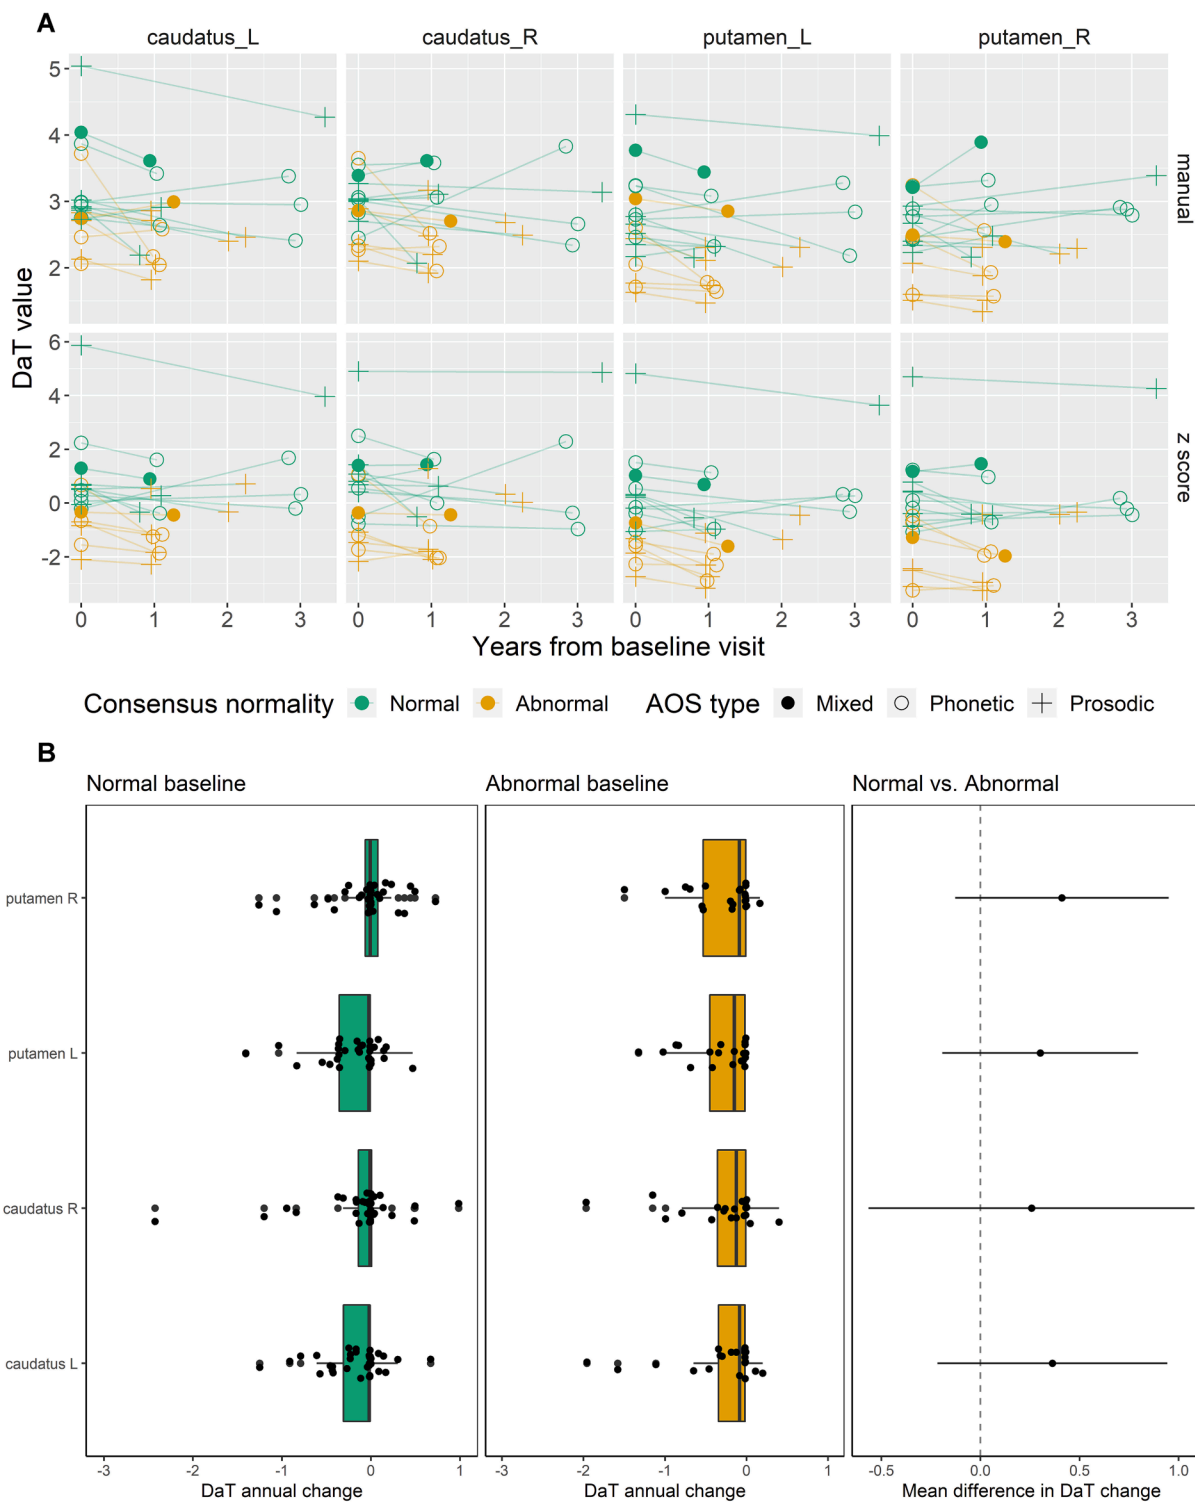 A
caudatus_L
caudatus_R
putamen_L
putamen_R
5
4
3
2
manual
DaT value
6
4
2
0
-2
z score
0 1 2 3
0 1 2 3
0 1 2 3
0 1 2 3
Years from baseline visit
Consensus normality Normal Abnormal AOS type Mixed Phonetic Prosodic
B
Normal baseline
Abnormal baseline
Normal vs. Abnormal
putamen R
putamen L
caudatus R
caudatus L
-3 -2 -1 0 1
-3 -2 -1 0 1
-0.5 0.0 0.5 1.0
DaT annual change
DaT annual change
Mean difference in DaT change